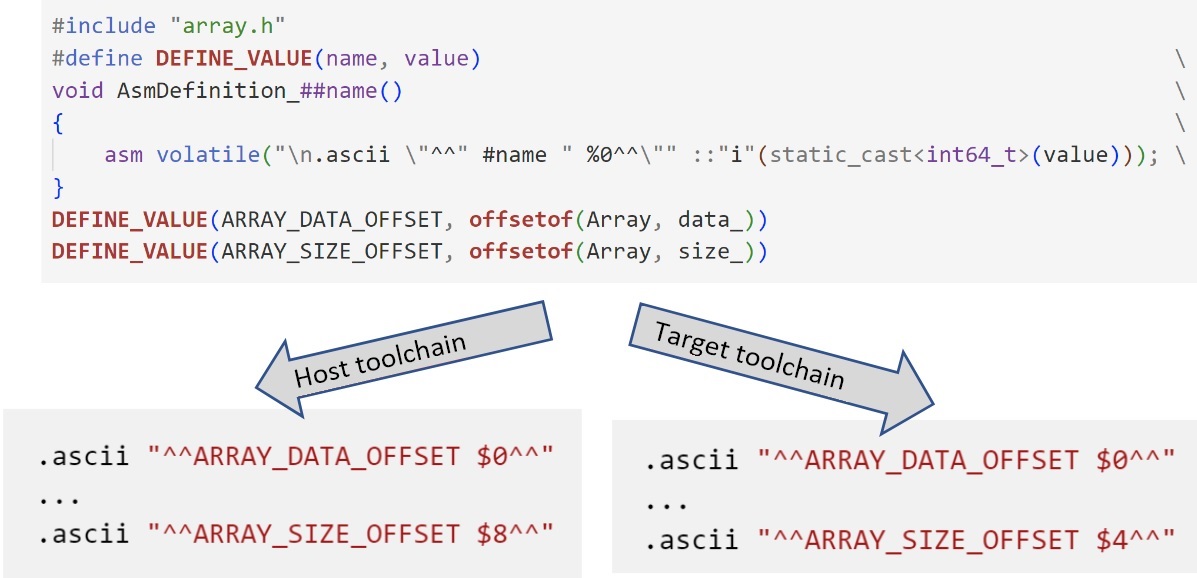 #include "array.h"
#define DEFINE_VALUE(name, value) \
void AsmDefinition_##name() \
{ \
    asm volatile("\n.ascii \"^^" #name " %0^^\"" ::"i"(static_cast<int64_t>(value))); \
}
DEFINE_VALUE(ARRAY_DATA_OFFSET, offsetof(Array, data_))
DEFINE_VALUE(ARRAY_SIZE_OFFSET, offsetof(Array, size_))
Host toolchain
Target toolchain
.ascii "^^ARRAY_DATA_OFFSET $0^^"
...
.ascii "^^ARRAY_SIZE_OFFSET $8^^"
.ascii "^^ARRAY_DATA_OFFSET $0^^"
...
.ascii "^^ARRAY_SIZE_OFFSET $4^^"